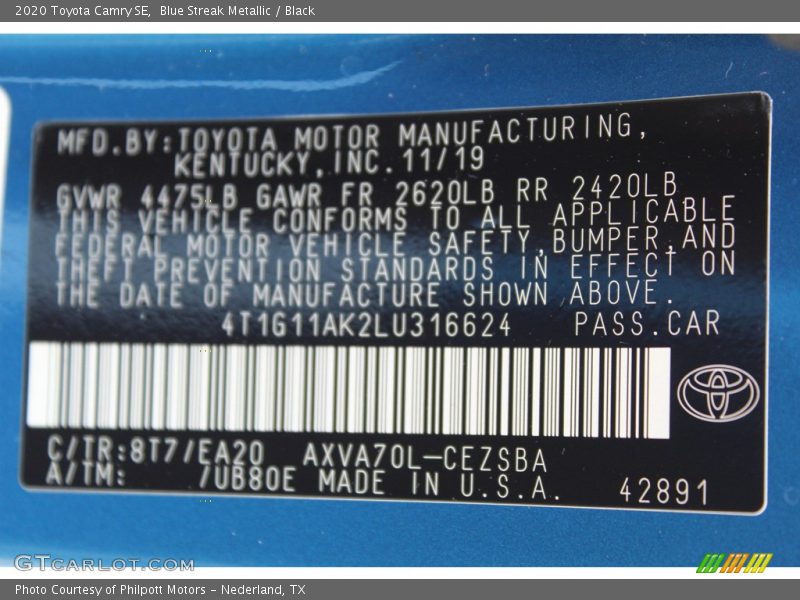 2020 Toyota Camry SE,  Blue Streak Metallic / Black
MFD.BY:TOYOTA MOTOR MANUFACTURING,
KENTUCKY,INC.11/19
GVWR 4475LB GAWR FR 2620LB RR 2420LB
THIS VEHICLE CONFORMS TO ALL APPLICABLE
FEDERAL MOTOR VEHICLE SAFETY,BUMPER,AND
THEFT PREVENTION STANDARDS IN EFFECT ON
THE DATE OF MANUFACTURE SHOWN ABOVE.
4T1G11AK2LU316624 PASS.CAR
C/TR:8T7/EA20 AXVA70L-CEZSBA
A/TM: /UB80E MADE IN U.S.A. 42891
GTCARLOT.COM
Photo Courtesy of Philpott Motors - Nederland, TX